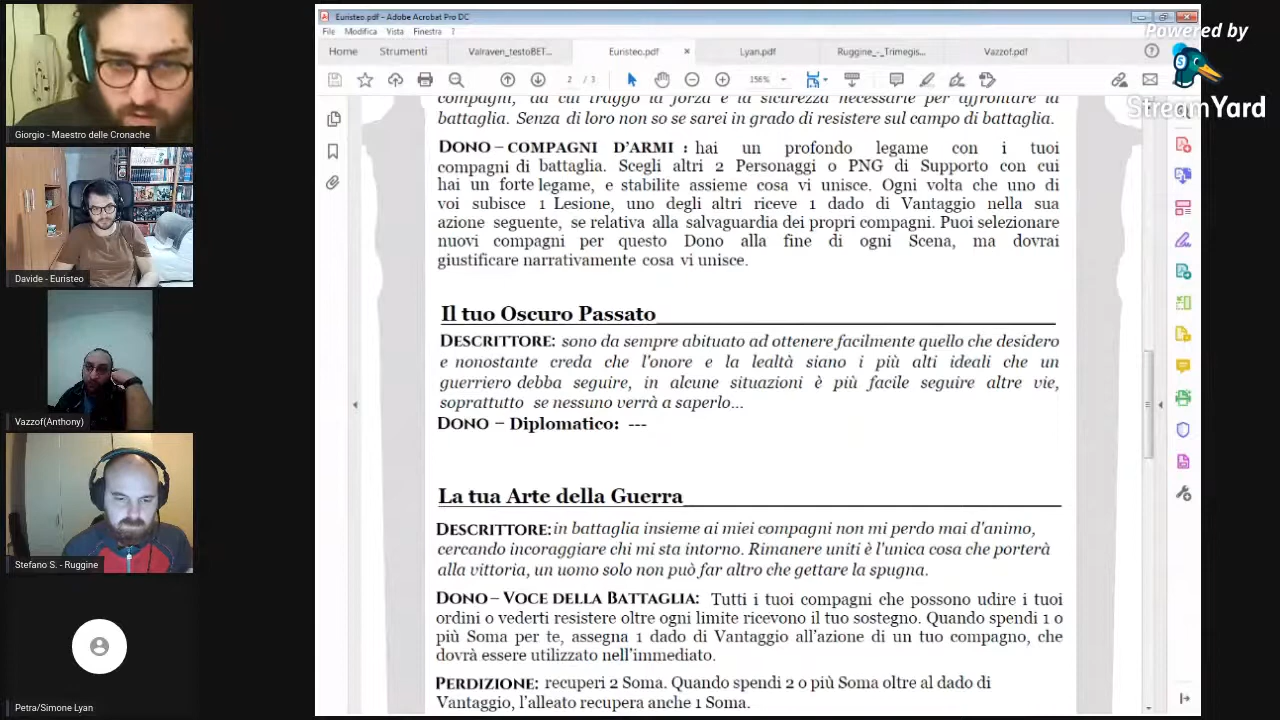 Euristeo.pdf - Adobe Acrobat Pro DC
File Modifica Vista Finestra ?
Home Strumenti Valraven_testoBET... Euristeo.pdf × Lyan.pdf Ruggine_-_Trimegis... Vazzof.pdf
2 / 3 156%
Powered by
StreamYard
compagni, da cui traggo la forza e la sicurezza necessarie per affrontare la
battaglia. Senza di loro non so se sarei in grado di resistere sul campo di battaglia.
DONO – COMPAGNI D'ARMI : hai un profondo legame con i tuoi
compagni di battaglia. Scegli altri 2 Personaggi o PNG di Supporto con cui
hai un forte legame, e stabilite assieme cosa vi unisce. Ogni volta che uno di
voi subisce 1 Lesione, uno degli altri riceve 1 dado di Vantaggio nella sua
azione seguente, se relativa alla salvaguardia dei propri compagni. Puoi selezionare
nuovi compagni per questo Dono alla fine di ogni Scena, ma dovrai
giustificare narrativamente cosa vi unisce.
Il tuo Oscuro Passato
DESCRITTORE: sono da sempre abituato ad ottenere facilmente quello che desidero
e nonostante creda che l'onore e la lealtà siano i più alti ideali che un
guerriero debba seguire, in alcune situazioni è più facile seguire altre vie,
soprattutto se nessuno verrà a saperlo...
DONO – Diplomatico: ---
La tua Arte della Guerra
DESCRITTORE: in battaglia insieme ai miei compagni non mi perdo mai d'animo,
cercando incoraggiare chi mi sta intorno. Rimanere uniti è l'unica cosa che porterà
alla vittoria, un uomo solo non può far altro che gettare la spugna.
DONO – VOCE DELLA BATTAGLIA: Tutti i tuoi compagni che possono udire i tuoi
ordini o vederti resistere oltre ogni limite ricevono il tuo sostegno. Quando spendi 1 o
più Soma per te, assegna 1 dado di Vantaggio all'azione di un tuo compagno, che
dovrà essere utilizzato nell'immediato.
PERDIZIONE: recuperi 2 Soma. Quando spendi 2 o più Soma oltre al dado di
Vantaggio, l'alleato recupera anche 1 Soma.
Giorgio - Maestro delle Cronache
Davide - Euristeo
Vazzof(Anthony)
Stefano S. - Ruggine
Petra/Simone Lyan